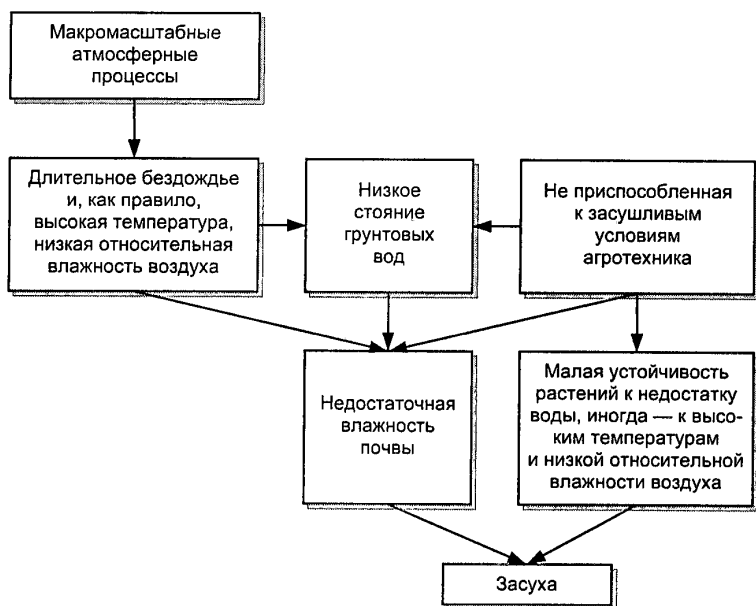 Макромасштабные
атмосферные
процессы
Длительное бездождье
и, как правило,
высокая температура,
низкая относительная
влажность воздуха
Низкое
стояние
грунтовых
вод
Не приспособленная
к засушливым
условиям
агротехника
Недостаточная
влажность
почвы
Малая устойчивость
растений к недостатку
воды, иногда — к высо-
ким температурам
и низкой относительной
влажности воздуха
Засуха